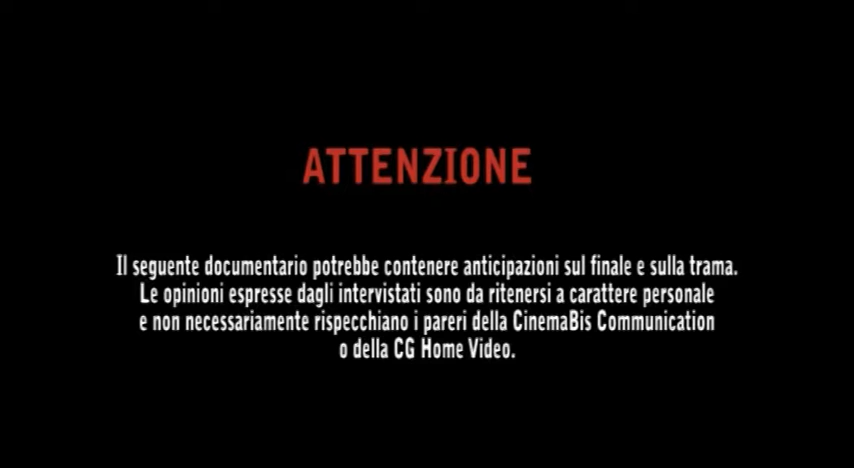 ATTENZIONE
Il seguente documentario potrebbe contenere anticipazioni sul finale e sulla trama.
Le opinioni espresse dagli intervistati sono da ritenersi a carattere personale
e non necessariamente rispecchiano i pareri della CinemaBis Communication
o della CG Home Video.